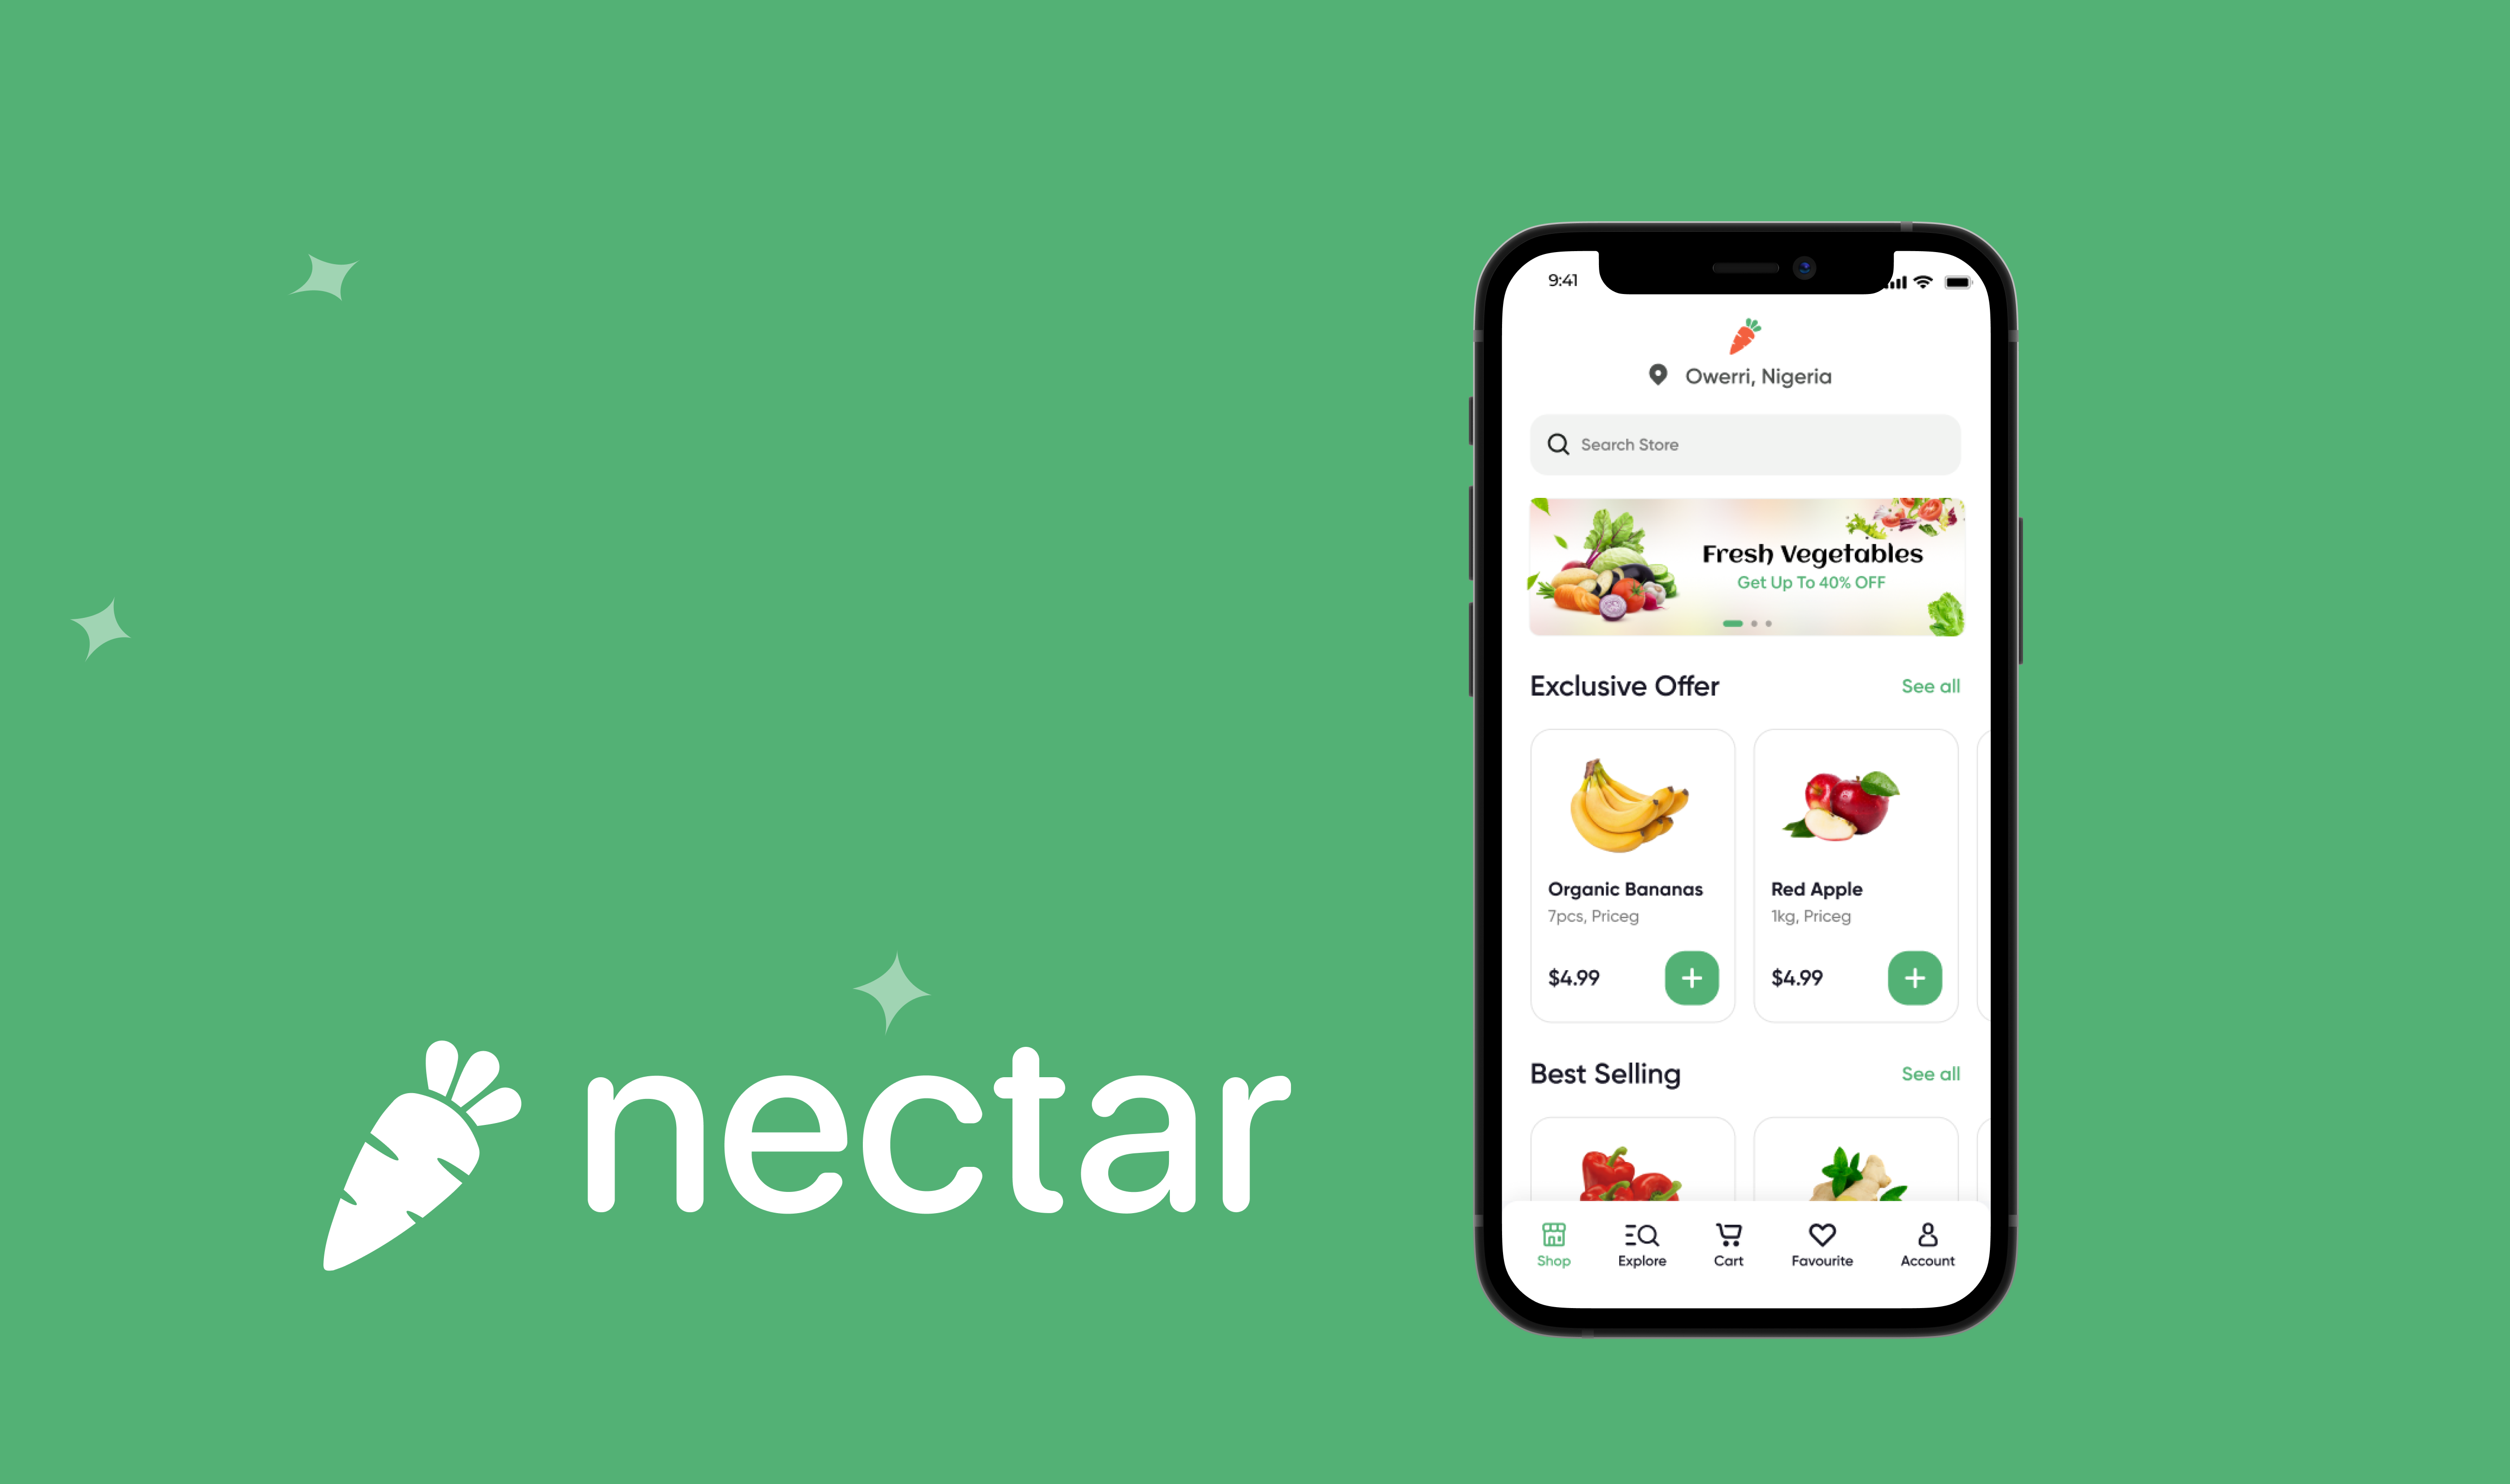 nectar
9:41
Owerri, Nigeria
Search Store
Fresh Vegetables
Get Up To 40% OFF
Exclusive Offer
See all
Organic Bananas
7pcs, Priceg
$4.99
Red Apple
1kg, Priceg
$4.99
Best Selling
See all
Shop
Explore
Cart
Favourite
Account